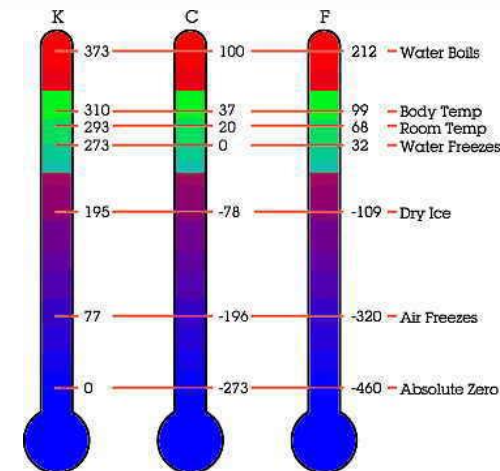 K C F
373 100 212 Water Boils
310 37 99 Body Temp
293 20 68 Room Temp
273 0 32 Water Freezes
195 -78 -109 Dry Ice
77 -196 -320 Air Freezes
0 -273 -460 Absolute Zero